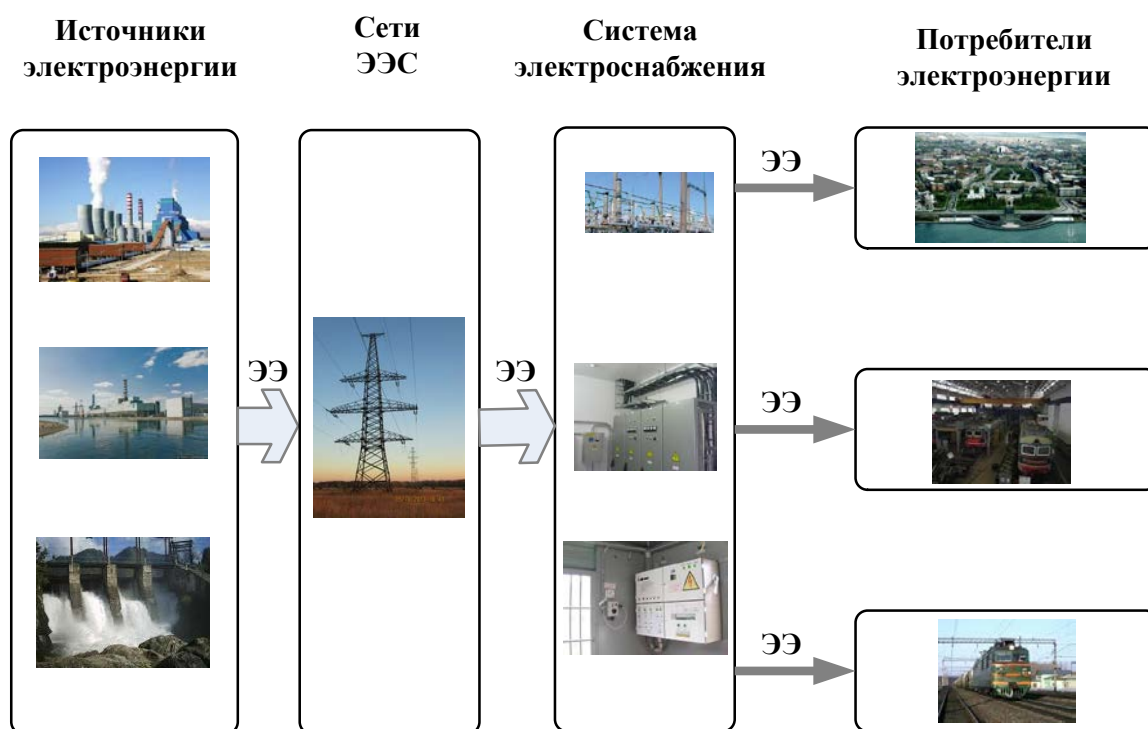 Источники
электроэнергии
Сети
ЭЭС
Система
электроснабжения
Потребители
электроэнергии
ЭЭ
ЭЭ
ЭЭ
ЭЭ
ЭЭ